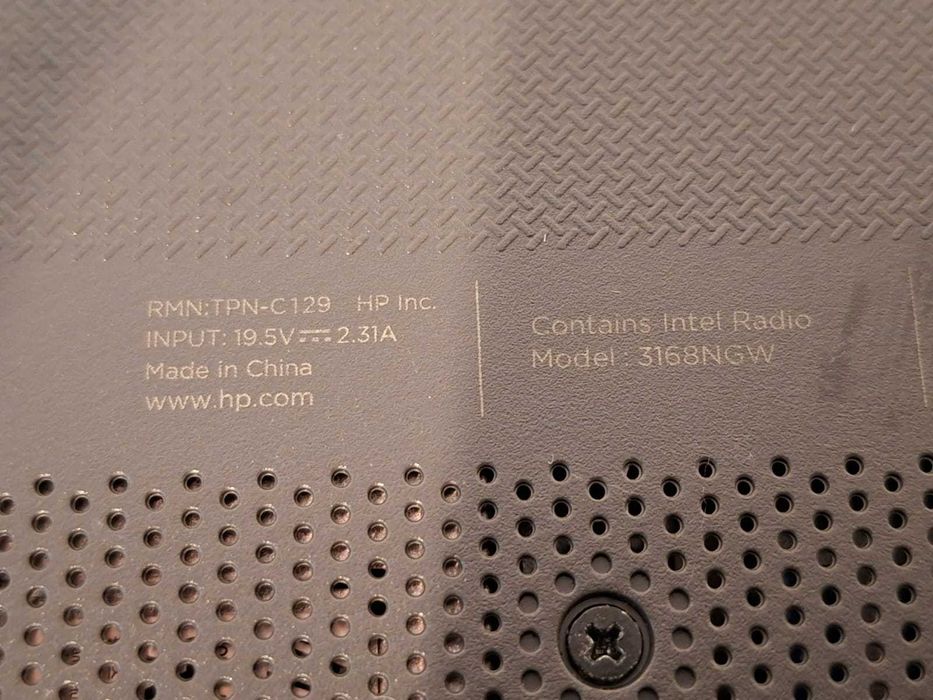 RMN:TPN-C129 HP Inc.
INPUT: 19.5V⎓2.31A
Made in China
www.hp.com
Contains Intel Radio
Model : 3168NGW